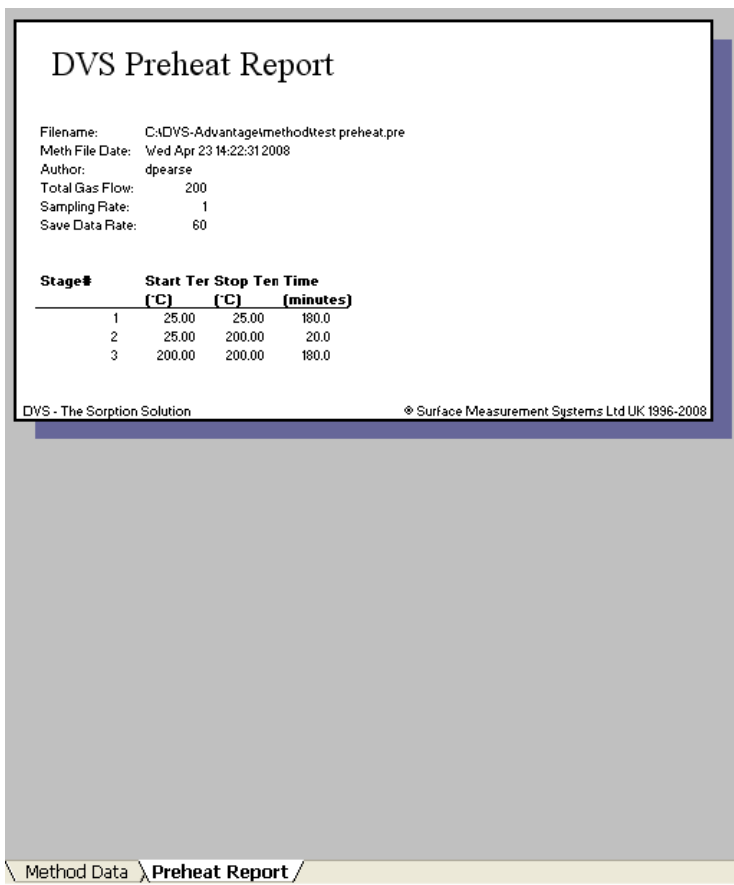 DVS Preheat Report
Filename: C:\DVS-Advantage\method\test preheat.pre
Meth File Date: Wed Apr 23 14:22:31 2008
Author: dpearse
Total Gas Flow: 200
Sampling Rate: 1
Save Data Rate: 60
Stage# Start Ter Stop Ten Time
(°C) (°C) (minutes)
1 25.00 25.00 180.0
2 25.00 200.00 20.0
3 200.00 200.00 180.0
DVS - The Sorption Solution ® Surface Measurement Systems Ltd UK 1996-2008
Method Data Preheat Report